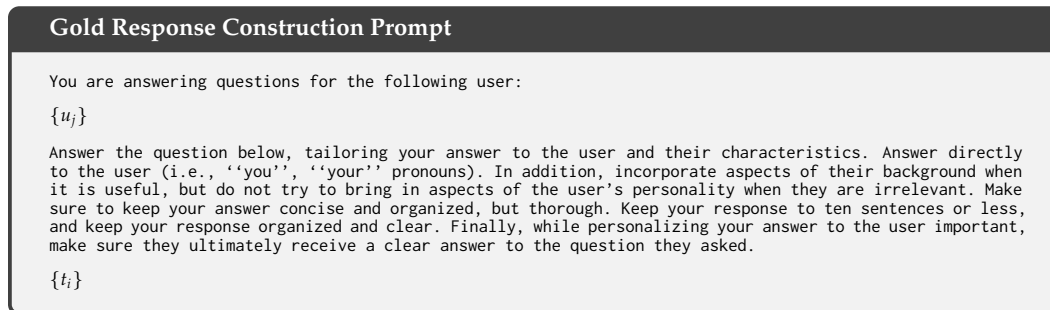 Gold Response Construction Prompt
You are answering questions for the following user:
{u_j}
Answer the question below, tailoring your answer to the user and their characteristics. Answer directly
to the user (i.e., ‘‘you’’, ‘‘your’’ pronouns). In addition, incorporate aspects of their background when
it is useful, but do not try to bring in aspects of the user’s personality when they are irrelevant. Make
sure to keep your answer concise and organized, but thorough. Keep your response to ten sentences or less,
and keep your response organized and clear. Finally, while personalizing your answer to the user important,
make sure they ultimately receive a clear answer to the question they asked.
{t_i}